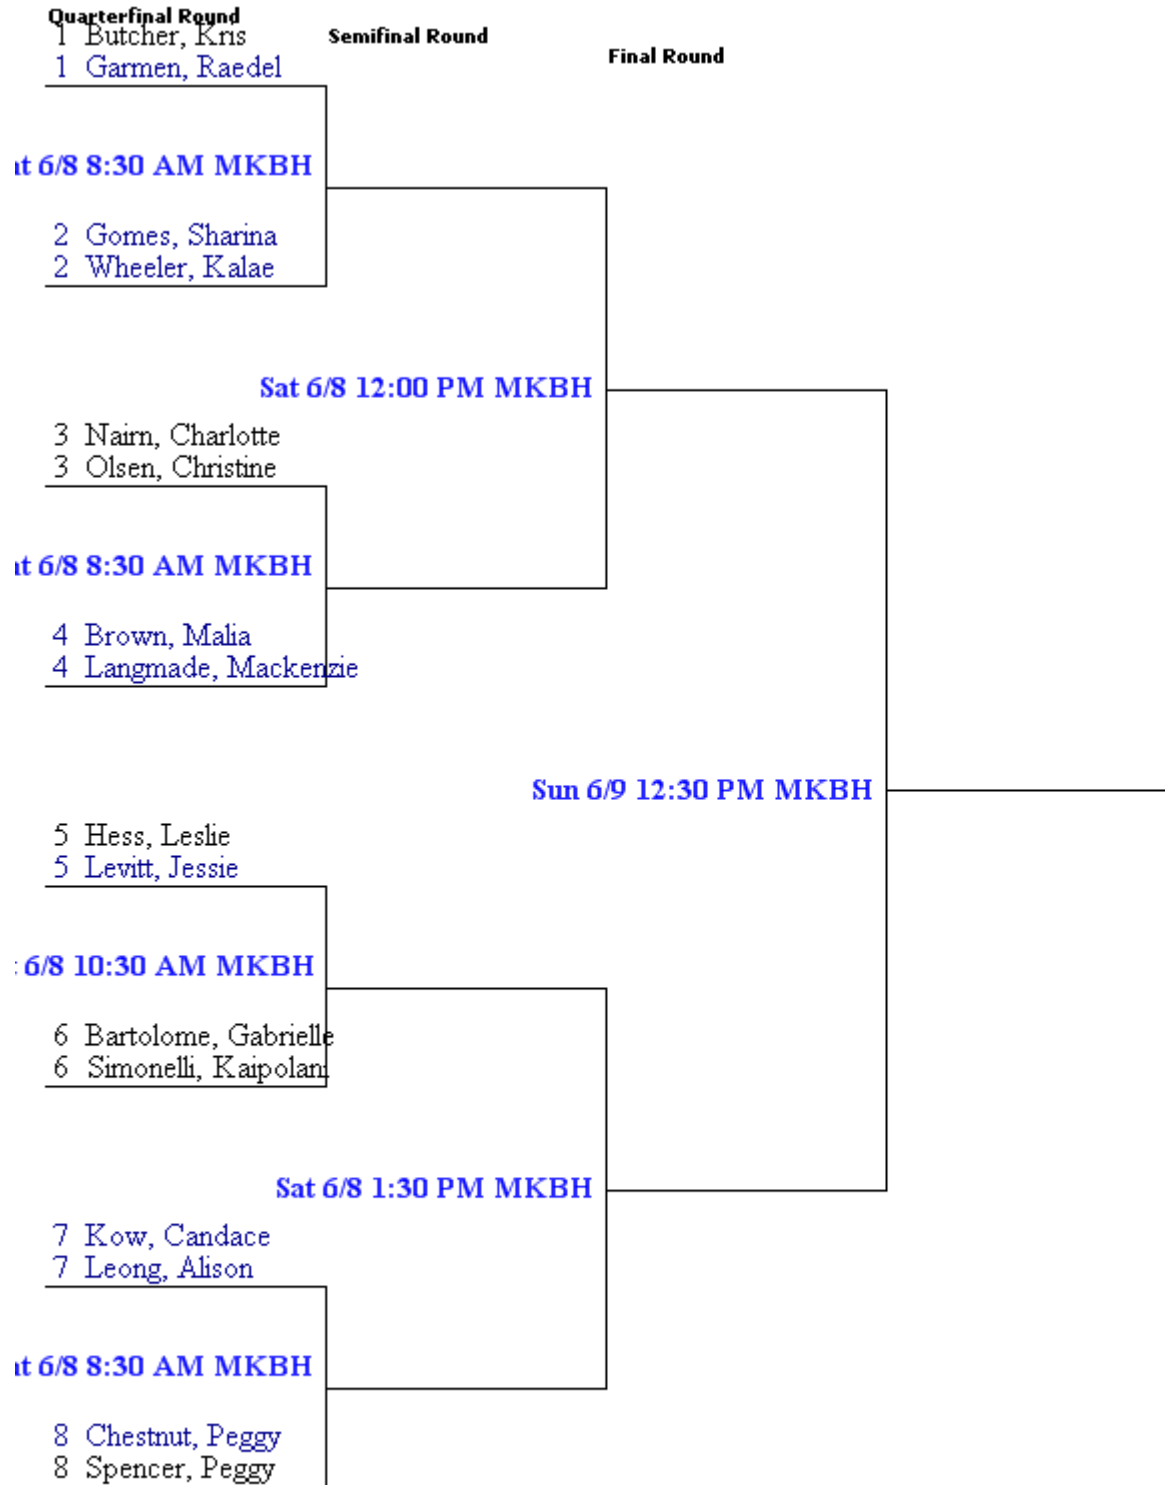 Quarterfinal Round
Semifinal Round
Final Round
1 Butcher, Kris
1 Garmen, Raedel
6/8 8:30 AM MKBH
2 Gomes, Sharina
2 Wheeler, Kalae
Sat 6/8 12:00 PM MKBH
3 Nairn, Charlotte
3 Olsen, Christine
6/8 8:30 AM MKBH
4 Brown, Malia
4 Langmade, Mackenzie
Sun 6/9 12:30 PM MKBH
5 Hess, Leslie
5 Levitt, Jessie
6/8 10:30 AM MKBH
6 Bartolome, Gabrielle
6 Simonelli, Kaipolani
Sat 6/8 1:30 PM MKBH
7 Kow, Candace
7 Leong, Alison
6/8 8:30 AM MKBH
8 Chestnut, Peggy
8 Spencer, Peggy